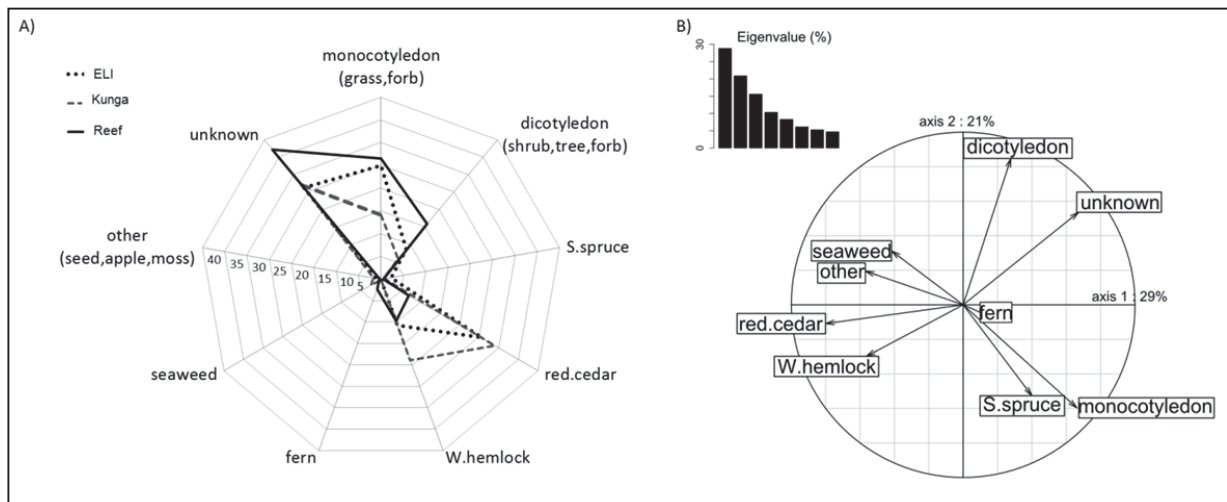 A)
ELI
Kunga
Reef
monocotyledon
(grass,forb)
dicotyledon
(shrub,tree,forb)
S.spruce
red.cedar
W.hemlock
fern
seaweed
other
(seed,apple,moss)
unknown
40 35 30 25 20 15 10 5
B)
Eigenvalue (%)
30
0
axis 2 : 21%
dicotyledon
unknown
seaweed
other
axis 1 : 29%
fern
red.cedar
W.hemlock
S.spruce
monocotyledon